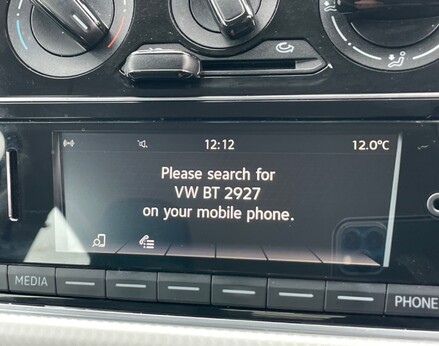 12:12
12.0°C
Please search for
VW BT 2927
on your mobile phone.
MEDIA
PHONE